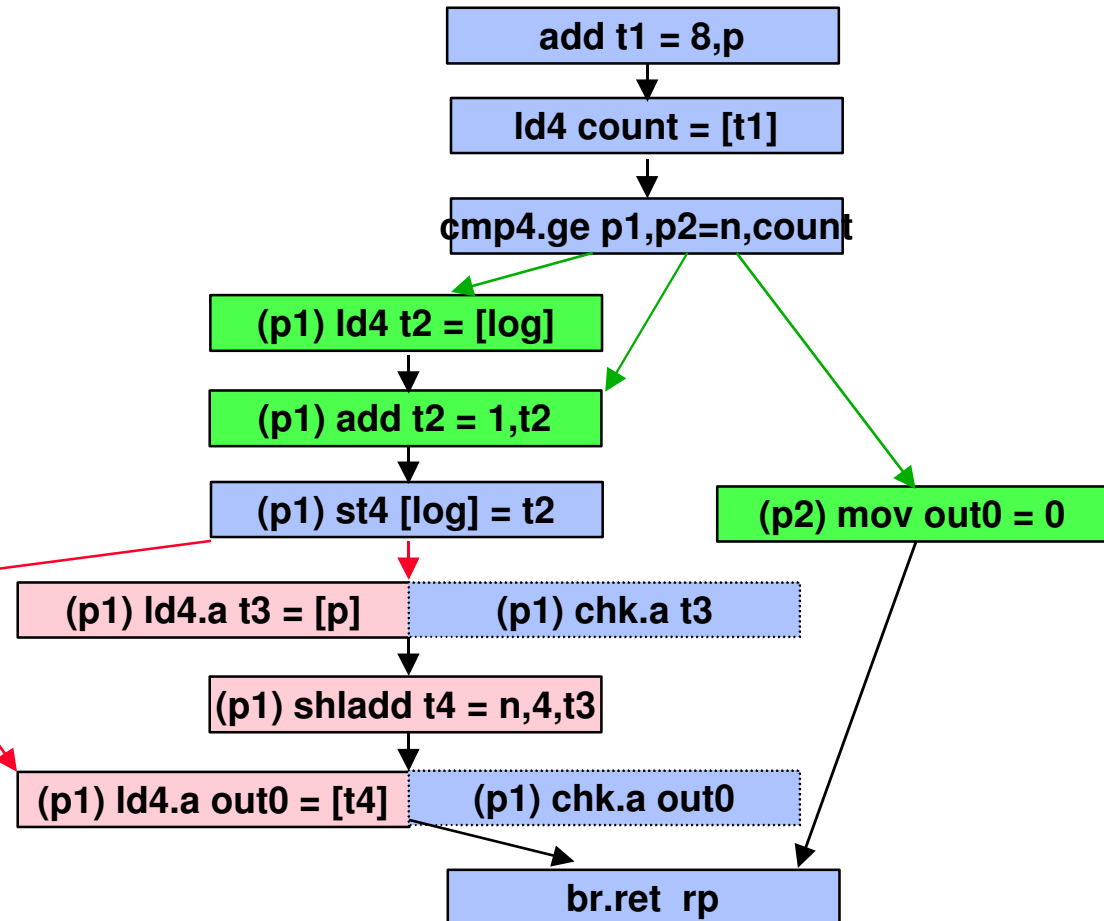 add t1 = 8,p
ld4 count = [t1]
cmp4.ge p1,p2=n,count
(p1) ld4 t2 = [log]
(p1) add t2 = 1,t2
(p1) st4 [log] = t2
(p2) mov out0 = 0
(p1) ld4.a t3 = [p]
(p1) chk.a t3
(p1) shladd t4 = n,4,t3
(p1) ld4.a out0 = [t4]
(p1) chk.a out0
br.ret rp